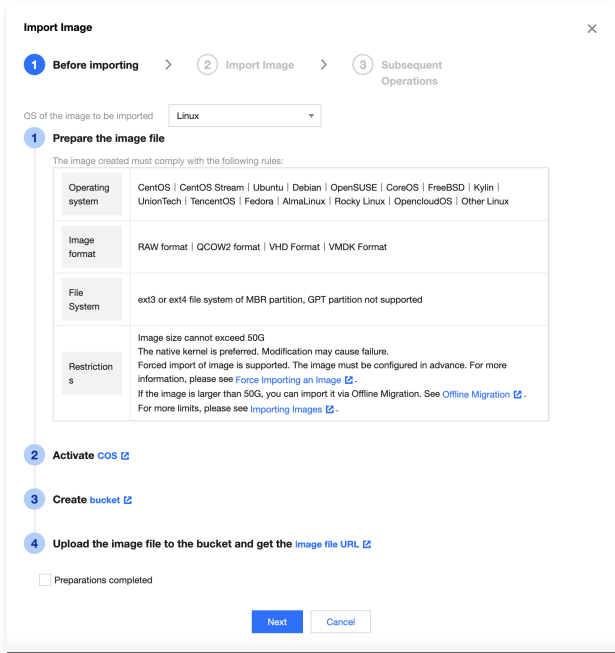 Import Image
1 Before importing
2 Import Image
3 Subsequent
Operations
OS of the image to be imported Linux
1 Prepare the image file
The image created must comply with the following rules:
Operating
system
CentOS | CentOS Stream | Ubuntu | Debian | OpenSUSE | CoreOS | FreeBSD | Kylin |
UnionTech | TencentOS | Fedora | AlmaLinux | Rocky Linux | OpencloudOS | Other Linux
Image
format
RAW format | QCOW2 format | VHD Format | VMDK Format
File
System
ext3 or ext4 file system of MBR partition, GPT partition not supported
Restriction
s
Image size cannot exceed 50G
The native kernel is preferred. Modification may cause failure.
Forced import of image is supported. The image must be configured in advance. For more
information, please see Force Importing an Image .
If the image is larger than 50G, you can import it via Offline Migration. See Offline Migration .
For more limits, please see Importing Images .
2 Activate COS
3 Create bucket
4 Upload the image file to the bucket and get the image file URL
Preparations completed
Next
Cancel